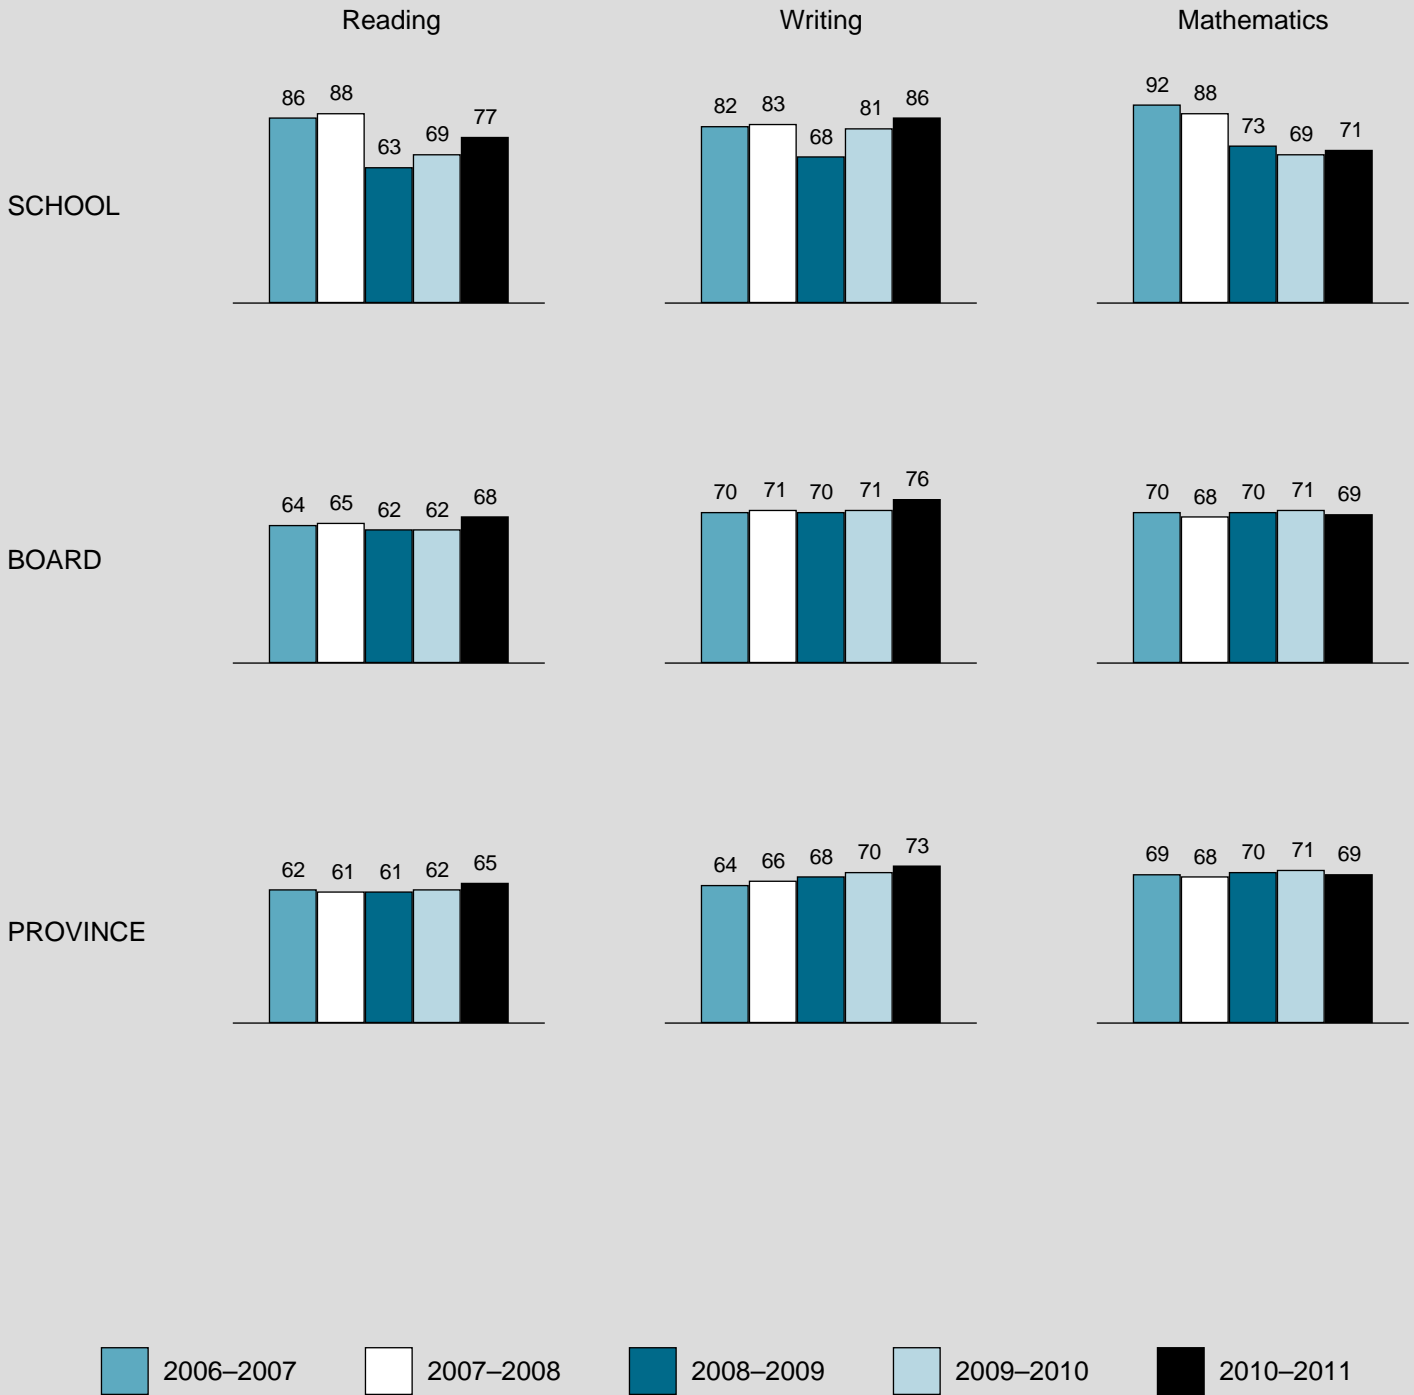 Reading Writing Mathematics
86 88 63 69 77
82 83 68 81 86
92 88 73 69 71
SCHOOL
64 65 62 62 68
70 71 70 71 76
70 68 70 71 69
BOARD
62 61 61 62 65
64 66 68 70 73
69 68 70 71 69
PROVINCE
2006–2007 2007–2008 2008–2009 2009–2010 2010–2011